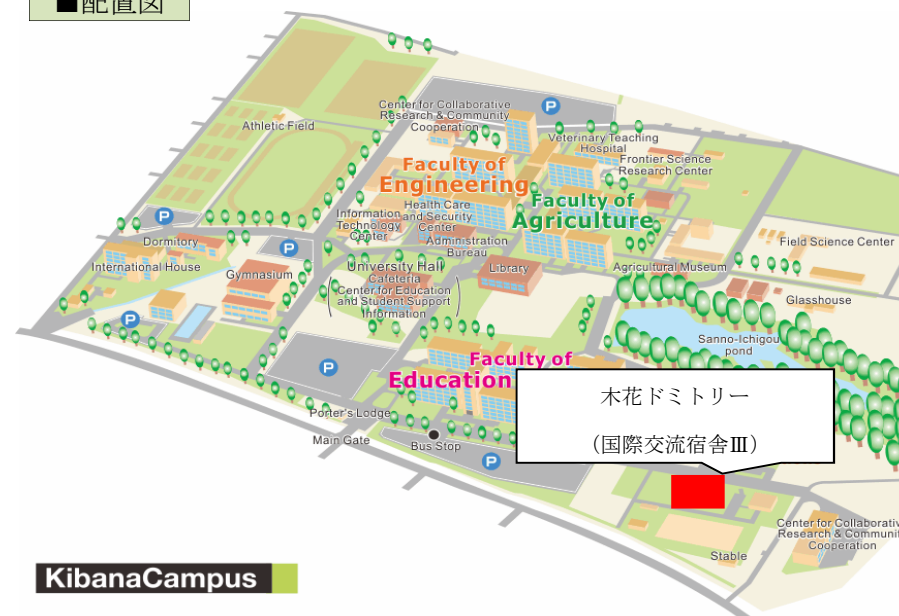 ■配置図
Center for Collaborative
Research & Community
Cooperation
P
Athletic Field
Veterinary Teaching
Hospital
Frontier Science
Research Center
Faculty of
Engineering
Faculty of
Agriculture
Health Care
and Security
Center
Information
Technology
Center
Administration
Bureau
P
Dormitory
P
International House
Gymnasium
University Hall
Cafeteria
Center for Education
and Student Support
Information
Library
Agricultural Museum
Field Science Center
Glasshouse
P
Sanno-Ichigou
pond
P
Faculty of
Education
木花ドミトリー
(国際交流宿舎Ⅲ)
Porter's Lodge
Main Gate
Bus Stop
P
Center for Collaborativ
Research & Communit
Cooperation
Stable
KibanaCampus